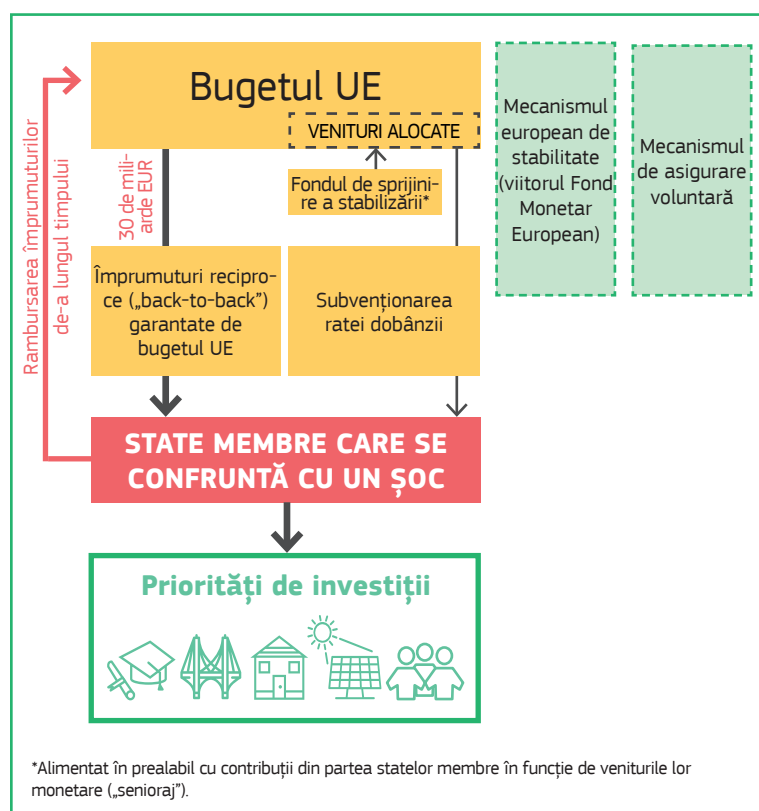 Bugetul UE
VENITURI ALOCATE
Fondul de sprijini-
re a stabilizării*
30 de mili-
arde EUR
Rambursarea împrumuturilor
de-a lungul timpului
Împrumuturi recipro-
ce („back-to-back”)
garantate de
bugetul UE
Subvenționarea
ratei dobânzii
STATE MEMBRE CARE SE
CONFRUNTĂ CU UN ȘOC
Priorități de investiții
Mecanismul
european de
stabilitate
(viitorul Fond
Monetar
European)
Mecanismul
de asigurare
voluntară
*Alimentat în prealabil cu contribuții din partea statelor membre în funcție de veniturile lor
monetare („senioraj”).